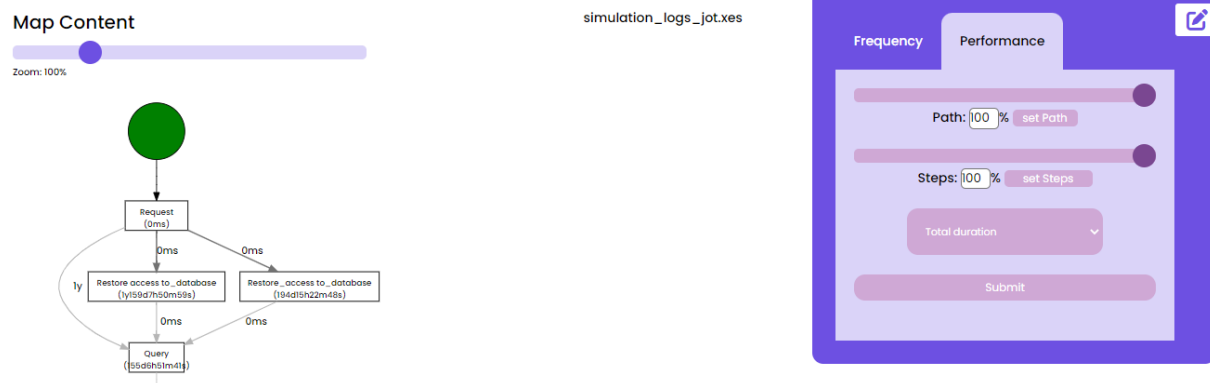 Map Content
Zoom: 100%
simulation_logs_jot.xes
Frequency
Performance
Path: 100 % set Path
Steps: 100 % set Steps
Total duration
Submit
Request
(0ms)
1y
0ms
0ms
Restore access to_database
(1y159d7h50m59s)
Restore_access to_database
(194d15h22m48s)
0ms
0ms
Query
(155d6h51m41s)